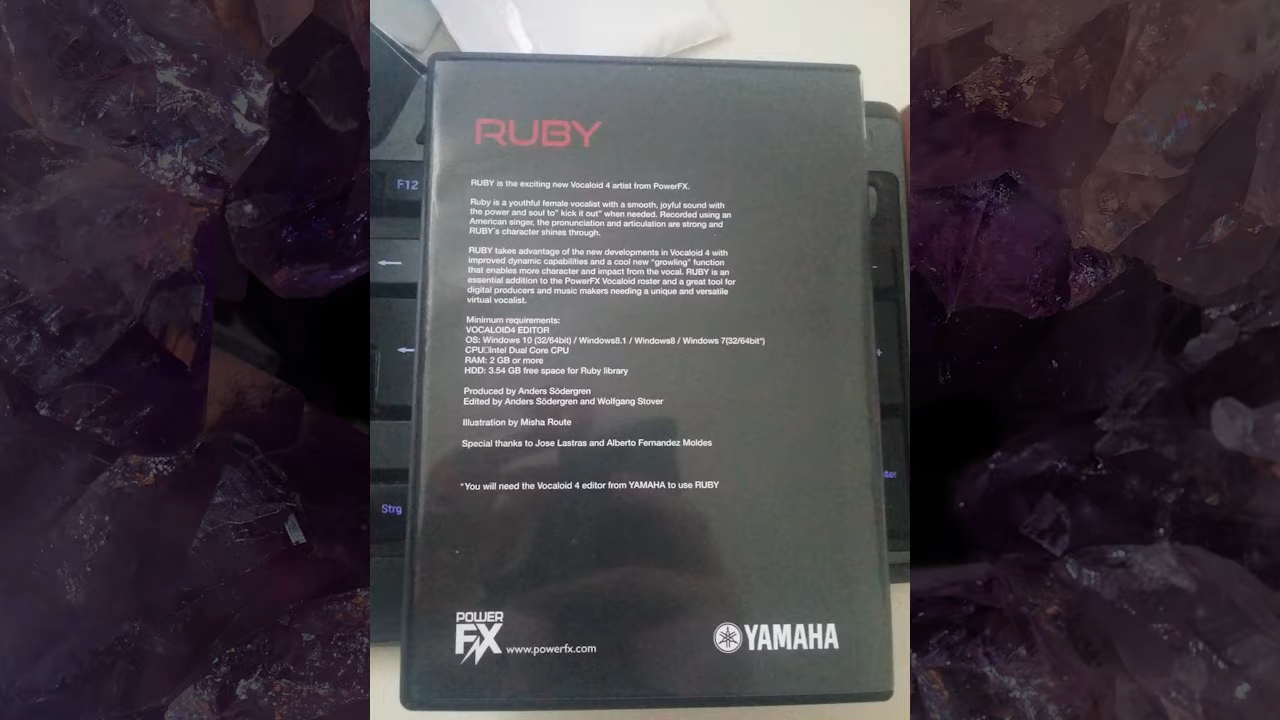 RUBY
RUBY is the exciting new Vocaloid 4 artist from PowerFX.
Ruby is a youthful female vocalist with a smooth, joyful sound with
the power and soul to" kick it out" when needed. Recorded using an
American singer, the pronunciation and articulation are strong and
RUBY´s character shines through.
RUBY takes advantage of the new developments in Vocaloid 4 with
improved dynamic capabilities and a cool new "growling" function
that enables more character and impact from the vocal. RUBY is an
essential addition to the PowerFX Vocaloid roster and a great tool for
digital producers and music makers needing a unique and versatile
virtual vocalist.
Minimum requirements:
VOCALOID4 EDITOR
OS: Windows 10 (32/64bit) / Windows8.1 / Windows8 / Windows 7(32/64bit*)
CPU□Intel Dual Core CPU
RAM: 2 GB or more
HDD: 3.54 GB free space for Ruby library
Produced by Anders Södergren
Edited by Anders Södergren and Wolfgang Stover
Illustration by Misha Route
Special thanks to Jose Lastras and Alberto Fernandez Moldes
*You will need the Vocaloid 4 editor from YAMAHA to use RUBY
POWER
FX www.powerfx.com
YAMAHA
F12
Strg